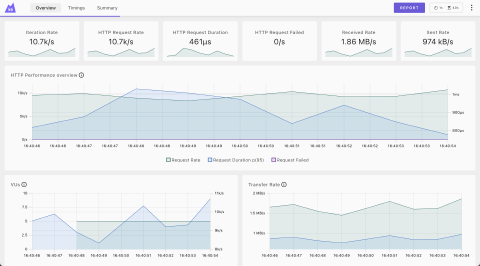 Overview Timings Summary REPORT
Iteration Rate
10.7k/s
HTTP Request Rate
10.7k/s
HTTP Request Duration
461µs
HTTP Request Failed
0/s
Received Rate
1.86 MB/s
Sent Rate
974 kB/s
HTTP Performance overview
10k/s
5k/s
0/s
1ms
900µs
800µs
16:40:46 16:40:46 16:40:47 16:40:47 16:40:48 16:40:48 16:40:49 16:40:49 16:40:50 16:40:50 16:40:51 16:40:51 16:40:52 16:40:52 16:40:53 16:40:53 16:40:54
Request Rate Request Duration (p95) Request Failed
VUs
10
7.5
5
2.5
0
16:40:46 16:40:47 16:40:48 16:40:49 16:40:50 16:40:51 16:40:52 16:40:53 16:40:54
Transfer Rate
2 MB/s
1.5 MB/s
1 MB/s
16:40:46 16:40:47 16:40:48 16:40:49 16:40:50 16:40:51 16:40:52 16:40:53 16:40:54